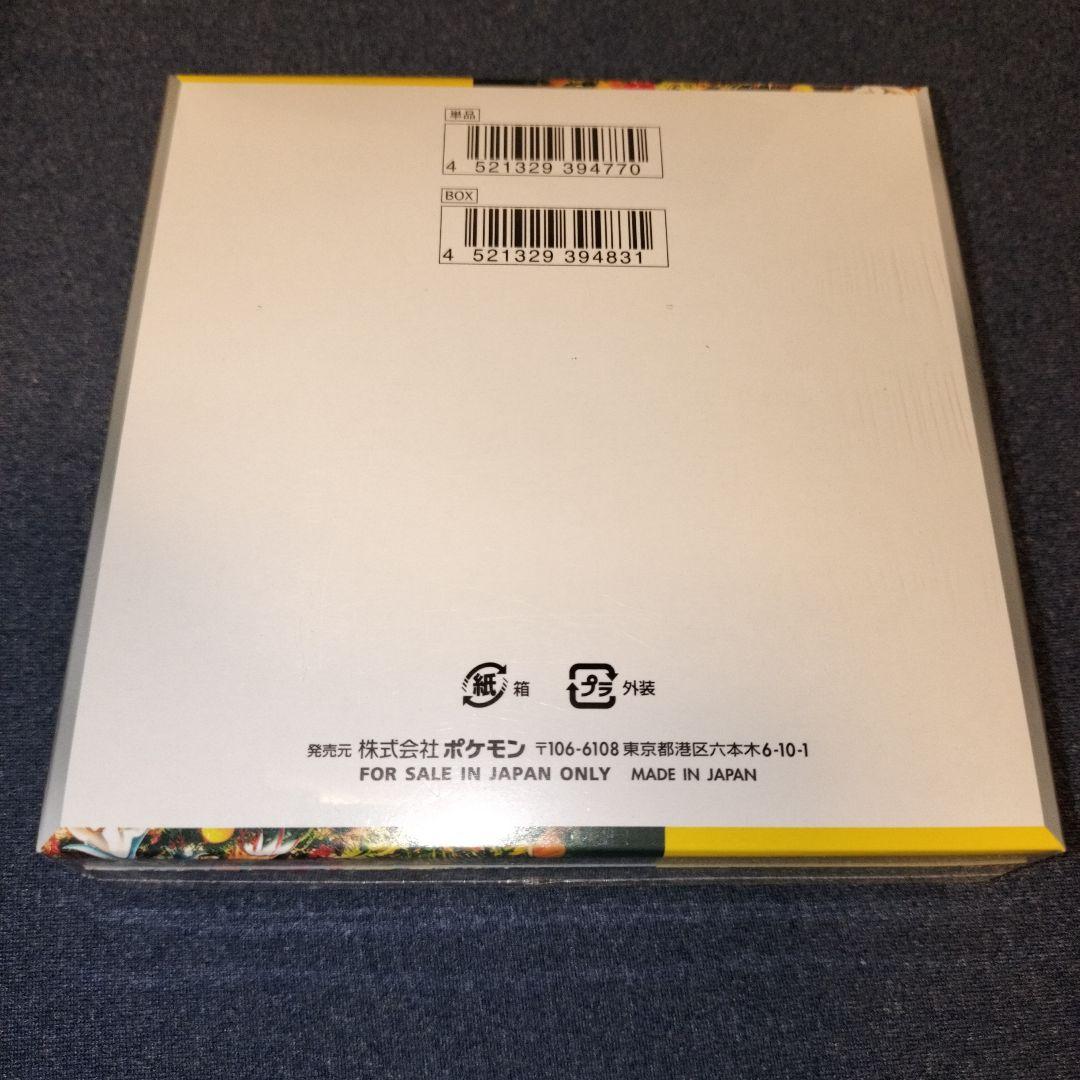 単品
4 521329 394770
BOX
4 521329 394831
紙 箱 プラ 外装
発売元 株式会社 ポケモン 〒106-6108 東京都港区六本木6-10-1
FOR SALE IN JAPAN ONLY MADE IN JAPAN